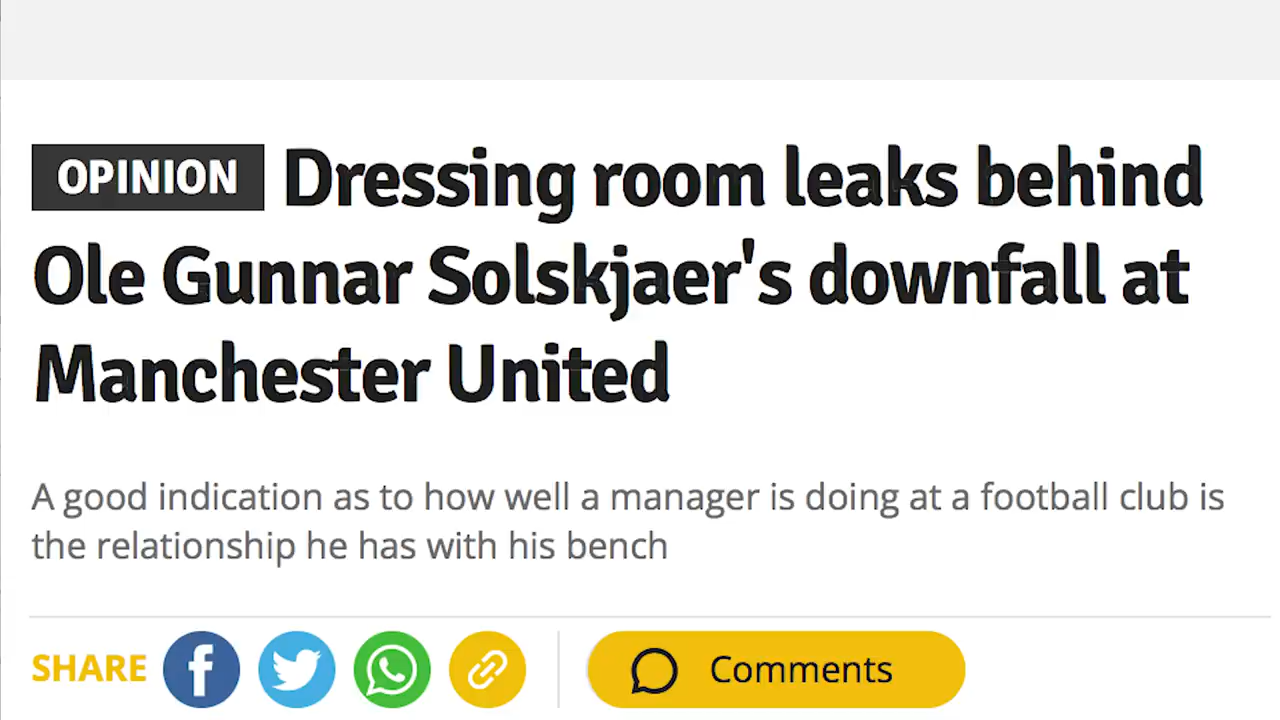 OPINION Dressing room leaks behind
Ole Gunnar Solskjaer's downfall at
Manchester United
A good indication as to how well a manager is doing at a football club is
the relationship he has with his bench
SHARE Comments